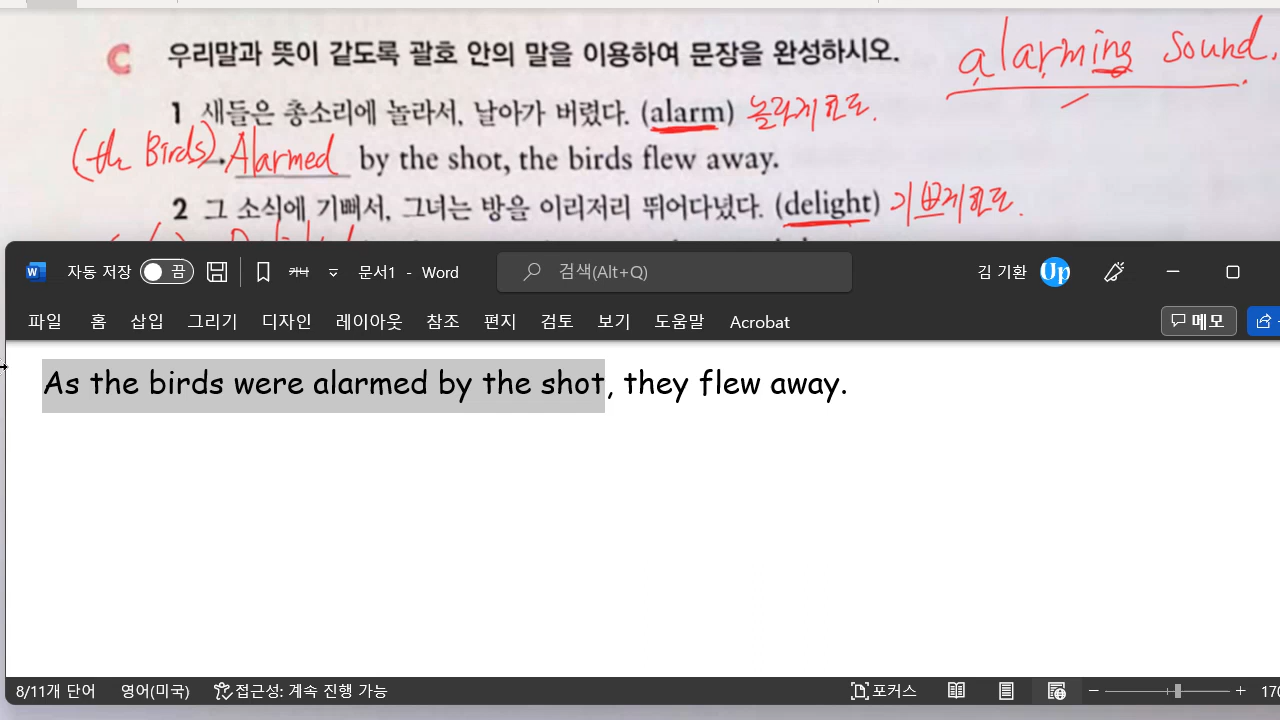 C 우리말과 뜻이 같도록 괄호 안의 말을 이용하여 문장을 완성하시오.
alarming sound.
1 새들은 총소리에 놀라서, 날아가 버렸다. (alarm) 놀라게 하다.
(the Birds) → Alarmed by the shot, the birds flew away.
2 그 소식에 기뻐서, 그녀는 방을 이리저리 뛰어다녔다. (delight) 기쁘게 하다.
자동 저장 끔 가나 문서1 - Word 검색(Alt+Q) 김 기환 Up
파일 홈 삽입 그리기 디자인 레이아웃 참조 편지 검토 보기 도움말 Acrobat 메모
As the birds were alarmed by the shot, they flew away.
8/11개 단어 영어(미국) 접근성: 계속 진행 가능 포커스 - +